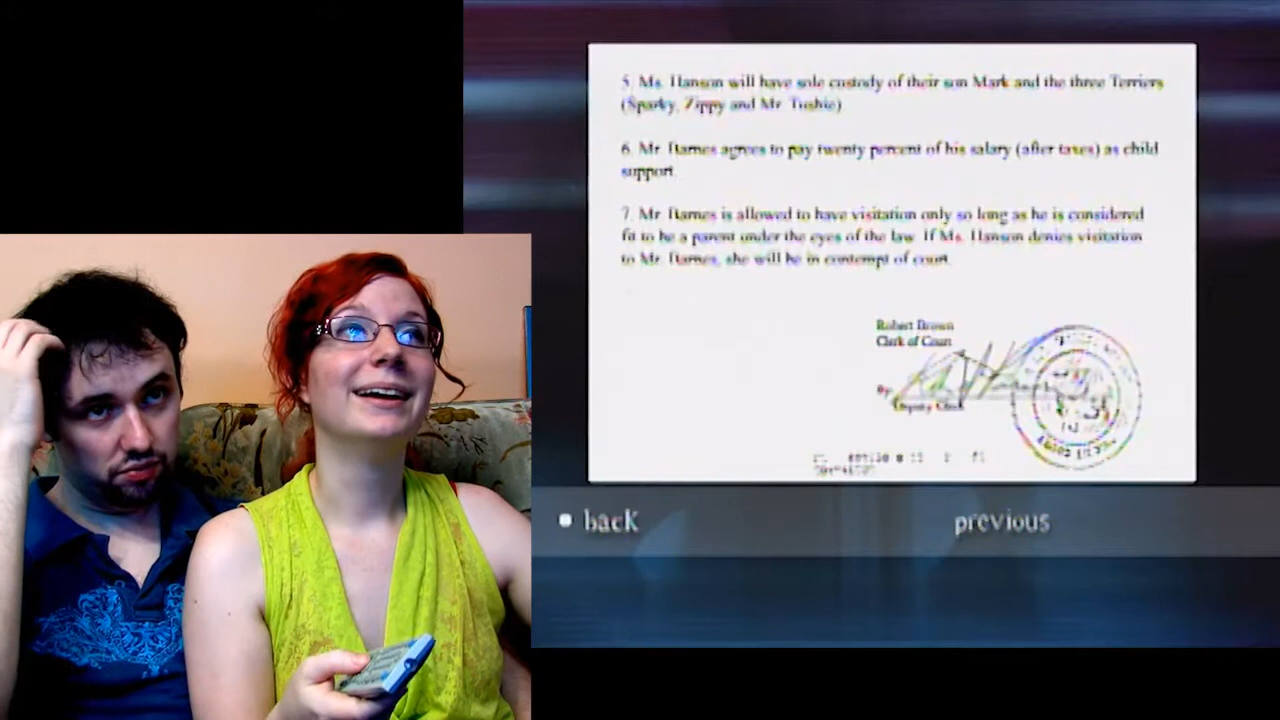 5. Ms. Hanson will have sole custody of their son Mark and the three Terriers
(Sparky, Zippy and Mr. Tushie)
6. Mr. Barnes agrees to pay twenty percent of his salary (after taxes) as child
support.
7. Mr. Barnes is allowed to have visitation only so long as he is considered
fit to be a parent under the eyes of the law. If Ms. Hanson denies visitation
to Mr. Barnes, she will be in contempt of court.
Robert Brown
Clerk of Court
By:
Deputy Clerk
back
previous